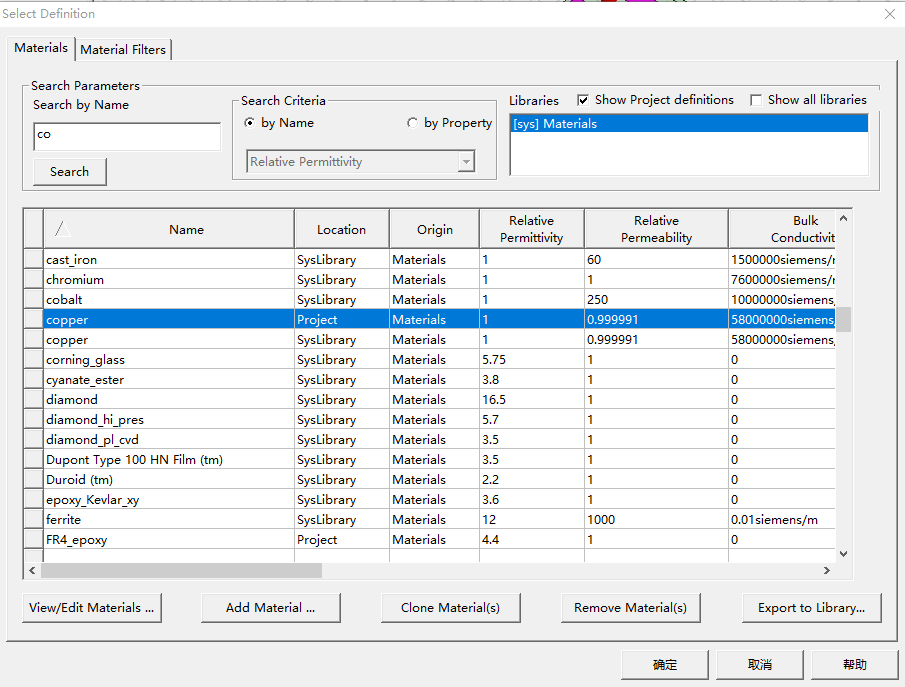 Select Definition
Materials Material Filters
Search Parameters
Search by Name
co
Search
Search Criteria
by Name by Property
Relative Permittivity
Libraries Show Project definitions Show all libraries
[sys] Materials
Name Location Origin Relative Permittivity Relative Permeability Bulk Conductivit
cast_iron SysLibrary Materials 1 60 1500000siemens/
chromium SysLibrary Materials 1 1 7600000siemens/
cobalt SysLibrary Materials 1 250 10000000siemens
copper Project Materials 1 0.999991 58000000siemens
copper SysLibrary Materials 1 0.999991 58000000siemens
corning_glass SysLibrary Materials 5.75 1 0
cyanate_ester SysLibrary Materials 3.8 1 0
diamond SysLibrary Materials 16.5 1 0
diamond_hi_pres SysLibrary Materials 5.7 1 0
diamond_pl_cvd SysLibrary Materials 3.5 1 0
Dupont Type 100 HN Film (tm) SysLibrary Materials 3.5 1 0
Duroid (tm) SysLibrary Materials 2.2 1 0
epoxy_Kevlar_xy SysLibrary Materials 3.6 1 0
ferrite SysLibrary Materials 12 1000 0.01siemens/m
FR4_epoxy Project Materials 4.4 1 0
View/Edit Materials ... Add Material ... Clone Material(s) Remove Material(s) Export to Library...
确定 取消 帮助